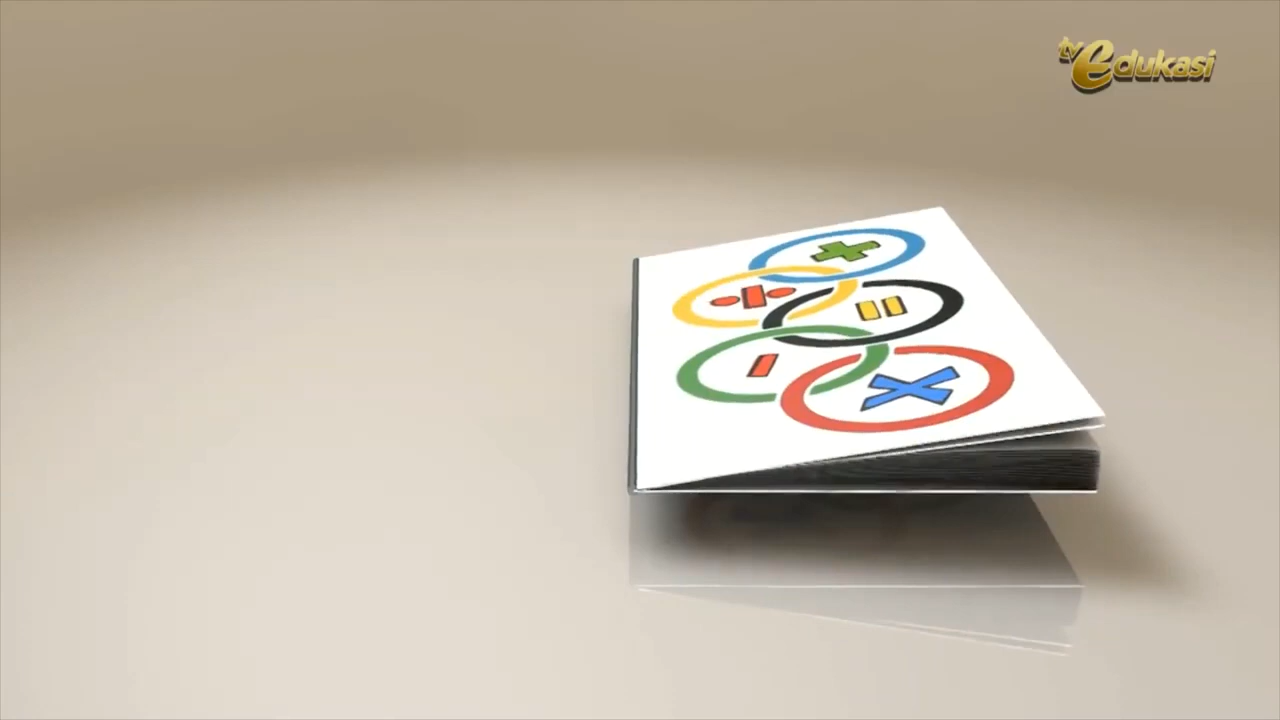 tv edukasi
+
÷ =
- x